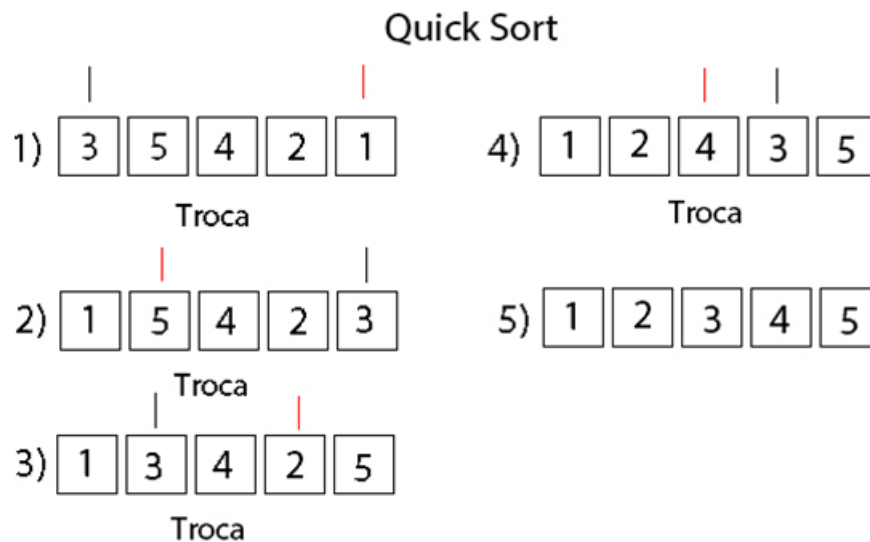 Quick Sort
1) 3 5 4 2 1
Troca
2) 1 5 4 2 3
Troca
3) 1 3 4 2 5
Troca
4) 1 2 4 3 5
Troca
5) 1 2 3 4 5